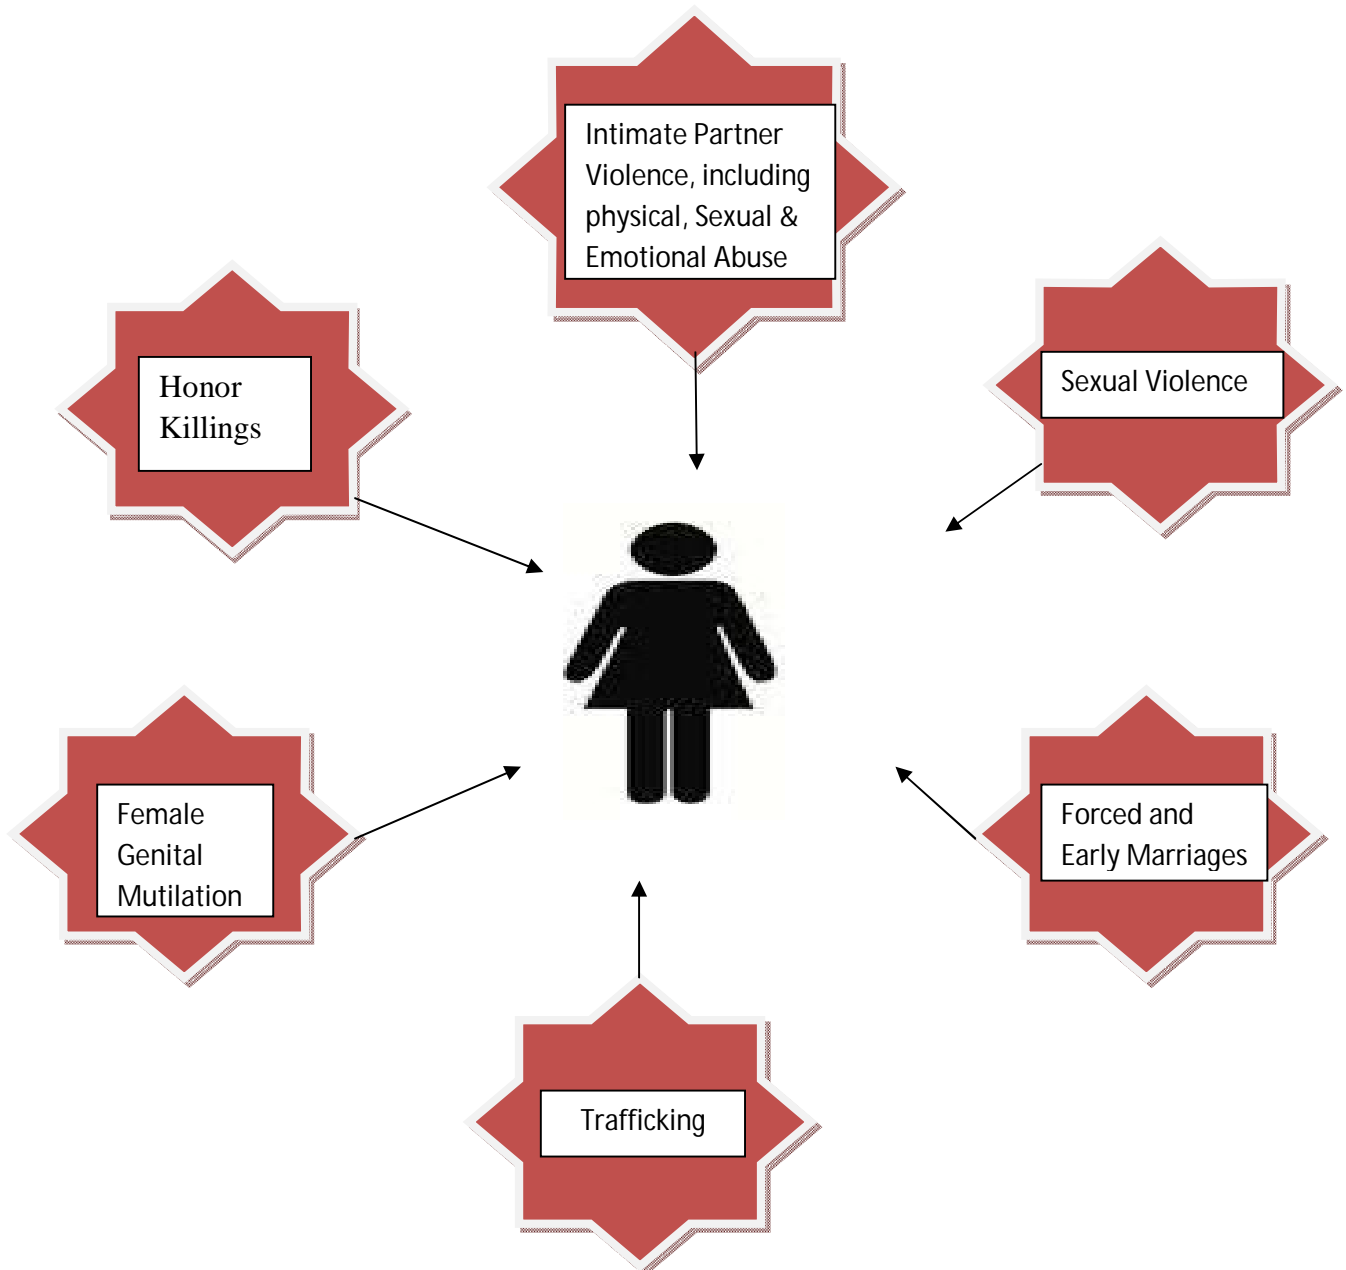 Intimate Partner
Violence, including
physical, Sexual &
Emotional Abuse
Honor
Killings
Sexual Violence
Female
Genital
Mutilation
Forced and
Early Marriages
Trafficking